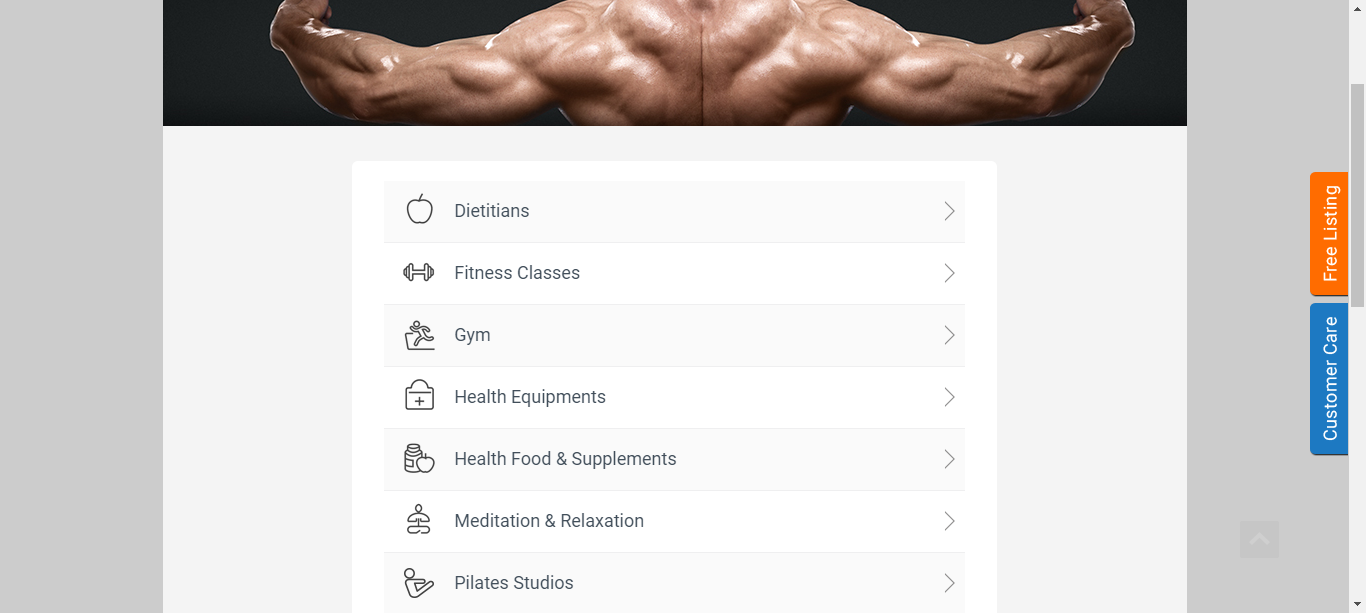 Dietitians
Fitness Classes
Gym
Health Equipments
Health Food & Supplements
Meditation & Relaxation
Pilates Studios
Free Listing
Customer Care